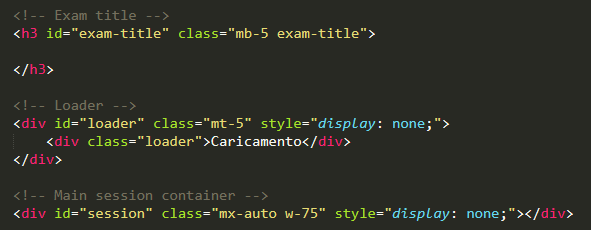 <!-- Exam title -->
<h3 id="exam-title" class="mb-5 exam-title">
</h3>
<!-- Loader -->
<div id="loader" class="mt-5" style="display: none;">
<div class="loader">Caricamento</div>
</div>
<!-- Main session container -->
<div id="session" class="mx-auto w-75" style="display: none;"></div>